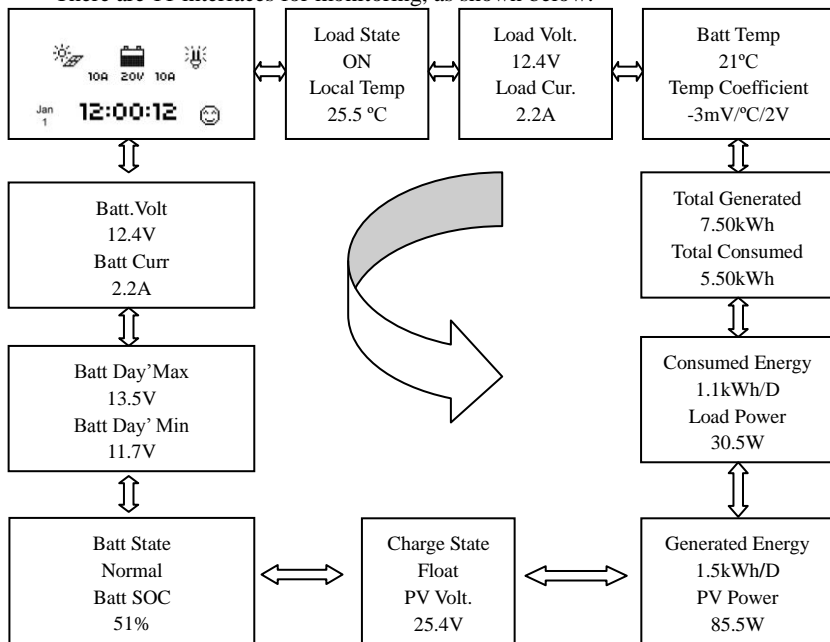 There are 11 interfaces for monitoring, as shown below:
10A 20V 10A
Jan
1
12:00:12
Load State
ON
Local Temp
25.5 ºC
Load Volt.
12.4V
Load Cur.
2.2A
Batt Temp
21ºC
Temp Coefficient
-3mV/ºC/2V
Batt.Volt
12.4V
Batt Curr
2.2A
Total Generated
7.50kWh
Total Consumed
5.50kWh
Batt Day’Max
13.5V
Batt Day’ Min
11.7V
Consumed Energy
1.1kWh/D
Load Power
30.5W
Batt State
Normal
Batt SOC
51%
Charge State
Float
PV Volt.
25.4V
Generated Energy
1.5kWh/D
PV Power
85.5W